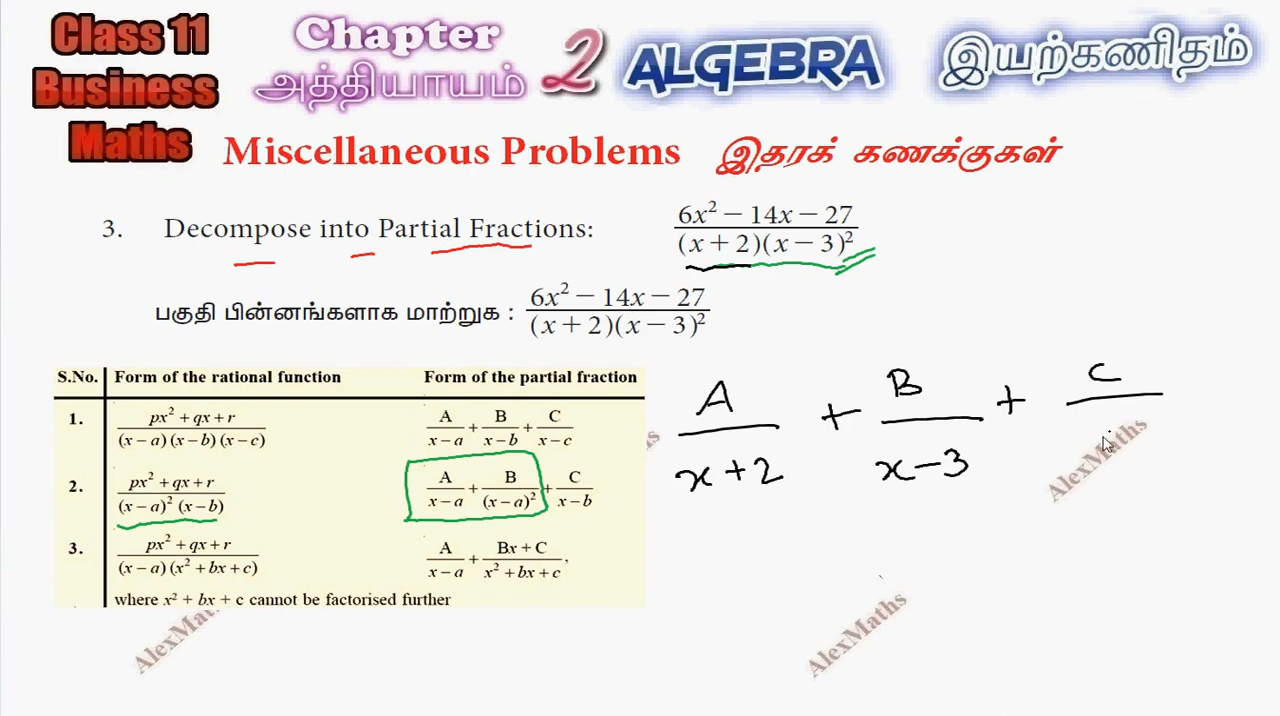 Class 11 Chapter 2 ALGEBRA இயற்கணிதம்
Business அத்தியாயம்
Maths
Miscellaneous Problems இதரக் கணக்குகள்
3. Decompose into Partial Fractions: (6x² − 14x − 27)/((x + 2)(x − 3)²)
பகுதி பின்னங்களாக மாற்றுக : (6x² − 14x − 27)/((x + 2)(x − 3)²)
S.No. Form of the rational function Form of the partial fraction
1. (px² + qx + r)/((x − a)(x − b)(x − c)) A/(x − a) + B/(x − b) + C/(x − c)
2. (px² + qx + r)/((x − a)²(x − b)) A/(x − a) + B/(x − a)² + C/(x − b)
3. (px² + qx + r)/((x − a)(x² + bx + c)) A/(x − a) + (Bx + C)/(x² + bx + c),
where x² + bx + c cannot be factorised further
A/(x + 2) + B/(x − 3) + C/
AlexMaths
AlexMaths
AlexMaths